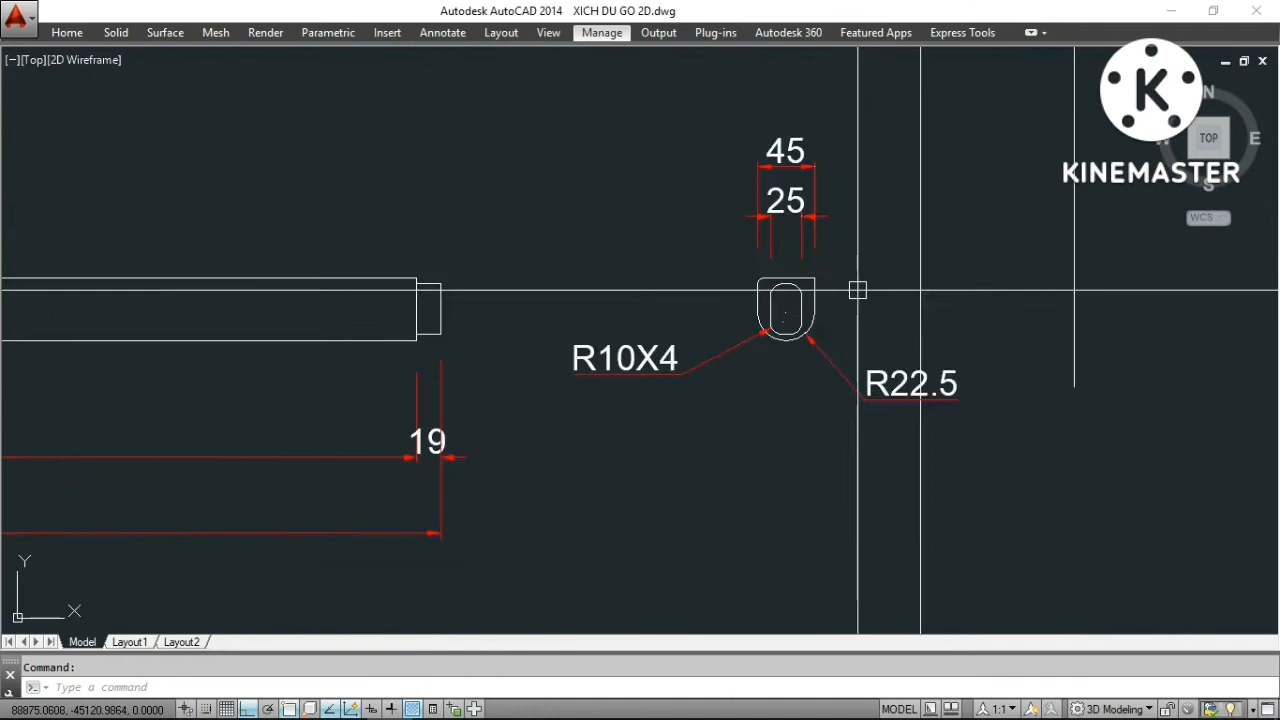 Autodesk AutoCAD 2014 XICH DU GO 2D.dwg
Home Solid Surface Mesh Render Parametric Insert Annotate Layout View Manage Output Plug-ins Autodesk 360 Featured Apps Express Tools
[−][Top][2D Wireframe]
N
K
TOP
E
KINEMASTER
S
WCS
45
25
R10X4
R22.5
19
Y
X
Model Layout1 Layout2
Command:
Type a command
88875.0608, -45120.9864, 0.0000
MODEL
1:1
3D Modeling